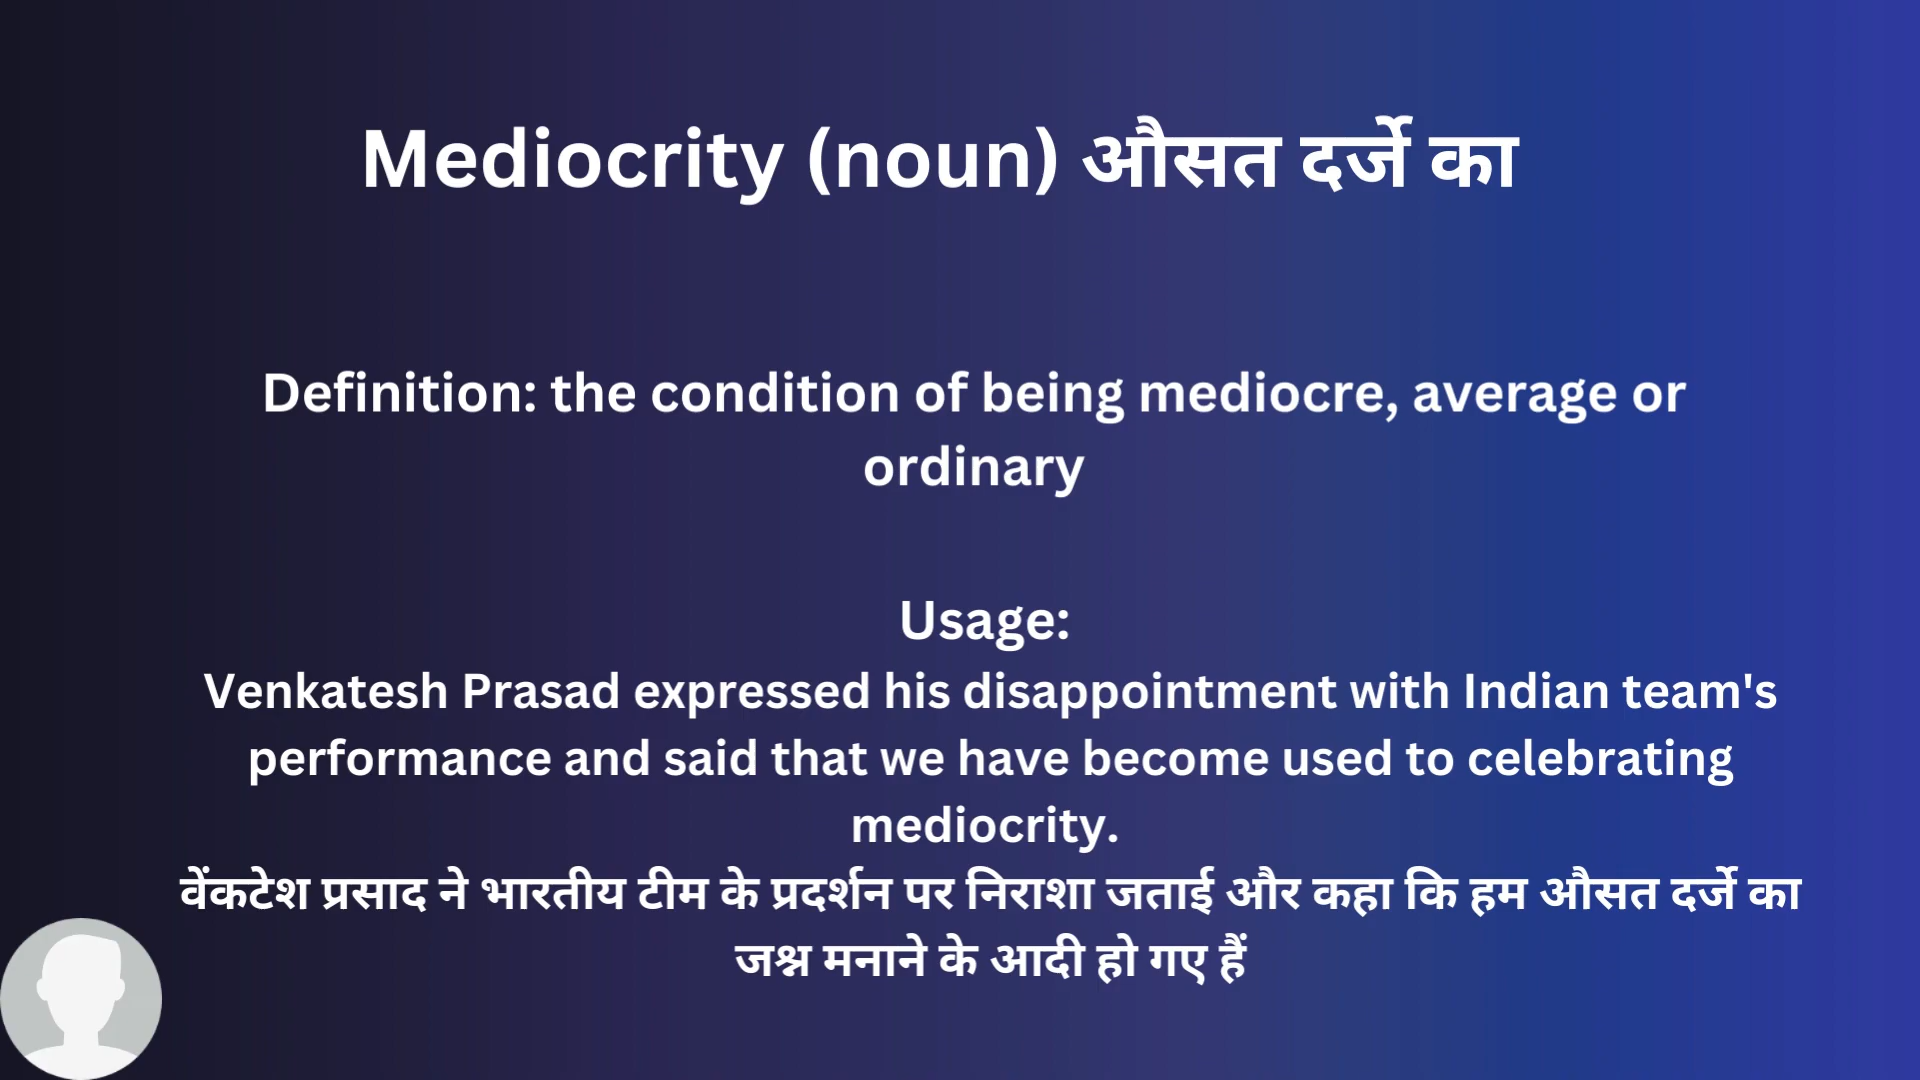 Mediocrity (noun) औसत दर्जे का
Definition: the condition of being mediocre, average or
ordinary
Usage:
Venkatesh Prasad expressed his disappointment with Indian team's
performance and said that we have become used to celebrating
mediocrity.
वेंकटेश प्रसाद ने भारतीय टीम के प्रदर्शन पर निराशा जताई और कहा कि हम औसत दर्जे का
जश्न मनाने के आदी हो गए हैं